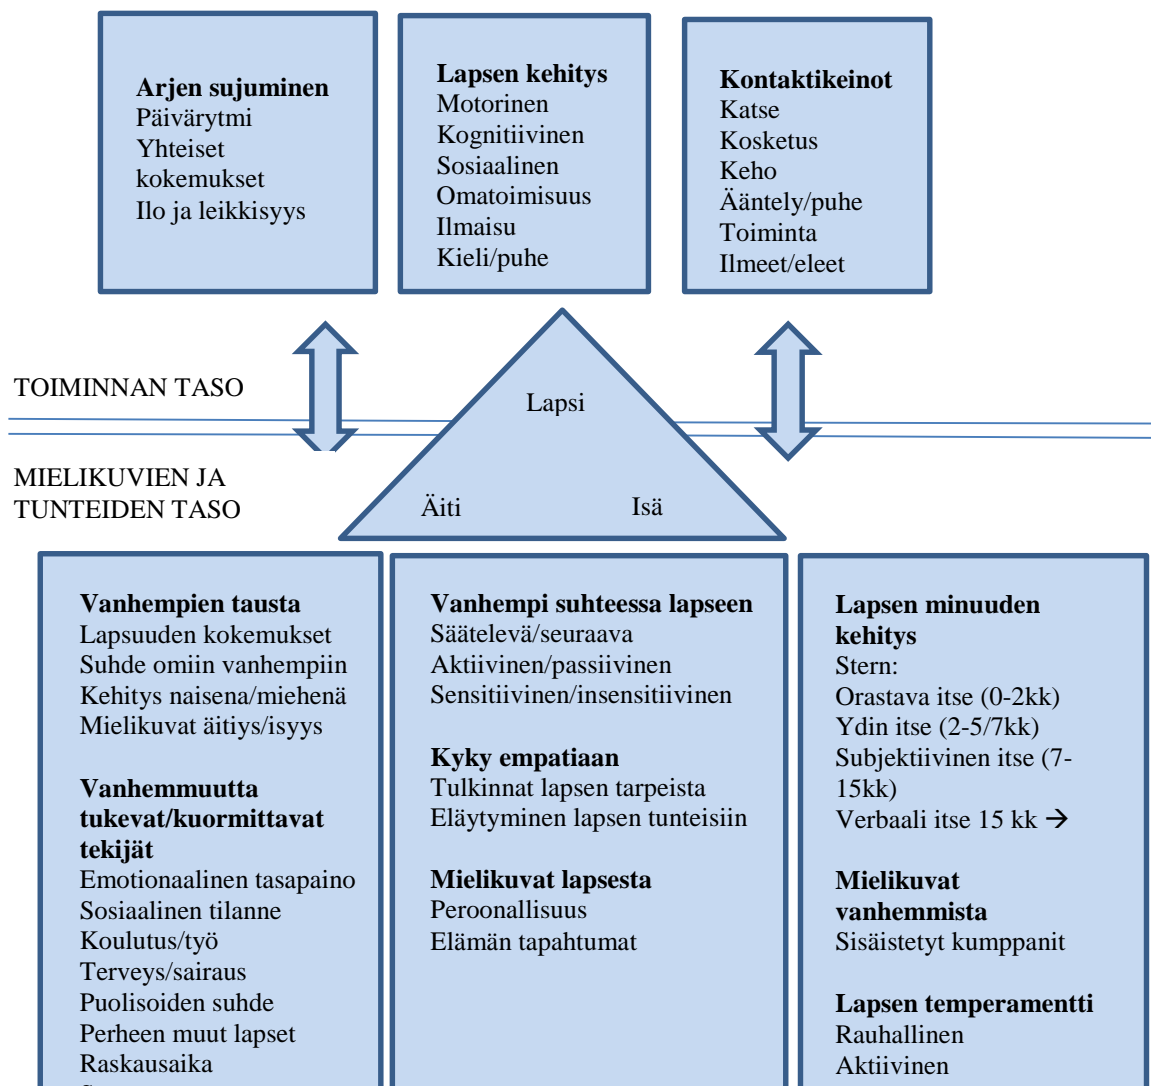 Arjen sujuminen
Päivärytmi
Yhteiset
kokemukset
Ilo ja leikkisyys
Lapsen kehitys
Motorinen
Kognitiivinen
Sosiaalinen
Omatoimisuus
Ilmaisu
Kieli/puhe
Kontaktikeinot
Katse
Kosketus
Keho
Ääntely/puhe
Toiminta
Ilmeet/eleet
TOIMINNAN TASO
Lapsi
MIELIKUVIEN JA
TUNTEIDEN TASO
Äiti
Isä
Vanhempien tausta
Lapsuuden kokemukset
Suhde omiin vanhempiin
Kehitys naisena/miehenä
Mielikuvat äitiys/isyys
Vanhemmuutta
tukevat/kuormittavat
tekijät
Emotionaalinen tasapaino
Sosiaalinen tilanne
Koulutus/työ
Terveys/sairaus
Puolisoiden suhde
Perheen muut lapset
Raskausaika
Vanhempi suhteessa lapseen
Säätelevä/seuraava
Aktiivinen/passiivinen
Sensitiivinen/insensitiivinen
Kyky empatiaan
Tulkinnat lapsen tarpeista
Eläytyminen lapsen tunteisiin
Mielikuvat lapsesta
Peroonallisuus
Elämän tapahtumat
Lapsen minuuden
kehitys
Stern:
Orastava itse (0-2kk)
Ydin itse (2-5/7kk)
Subjektiivinen itse (7-
15kk)
Verbaali itse 15 kk →
Mielikuvat
vanhemmista
Sisäistetyt kumppanit
Lapsen temperamentti
Rauhallinen
Aktiivinen